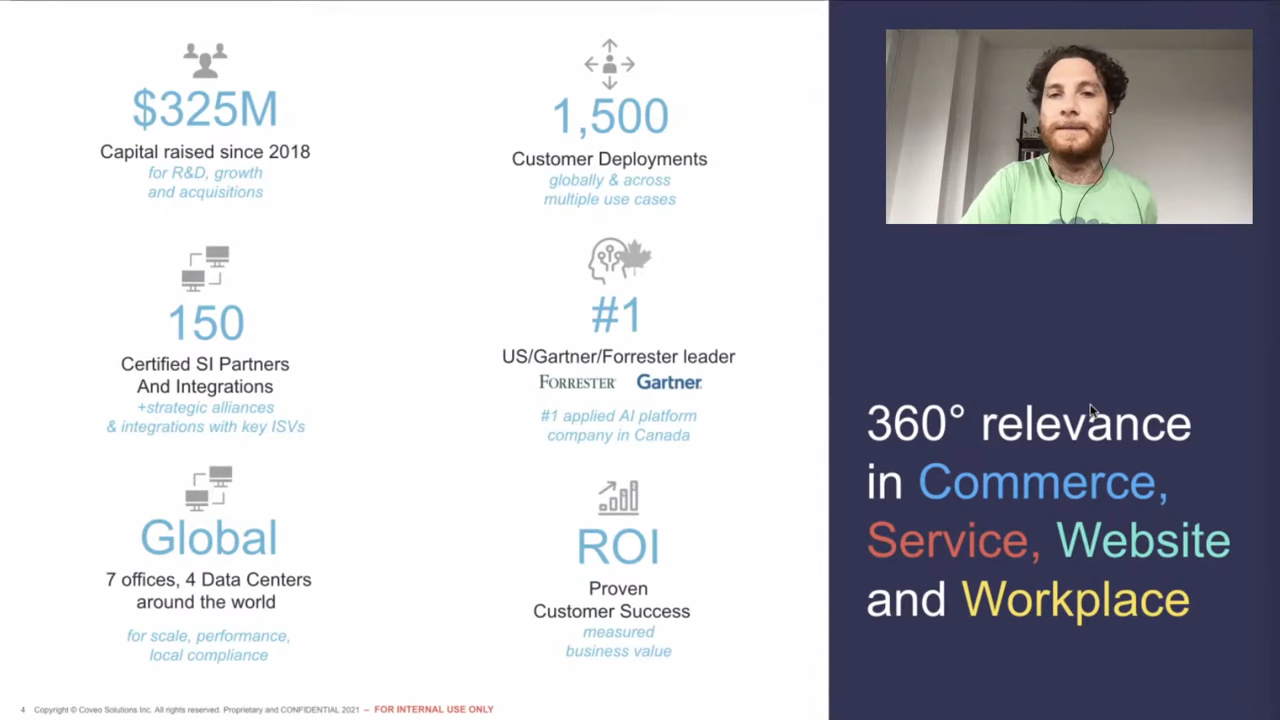 $325M
Capital raised since 2018
for R&D, growth
and acquisitions
1,500
Customer Deployments
globally & across
multiple use cases
150
Certified SI Partners
And Integrations
+strategic alliances
& integrations with key ISVs
#1
US/Gartner/Forrester leader
FORRESTER Gartner
#1 applied AI platform
company in Canada
Global
7 offices, 4 Data Centers
around the world
for scale, performance,
local compliance
ROI
Proven
Customer Success
measured
business value
360° relevance
in Commerce,
Service, Website
and Workplace
4 Copyright © Coveo Solutions Inc. All rights reserved. Proprietary and CONFIDENTIAL 2021 – FOR INTERNAL USE ONLY